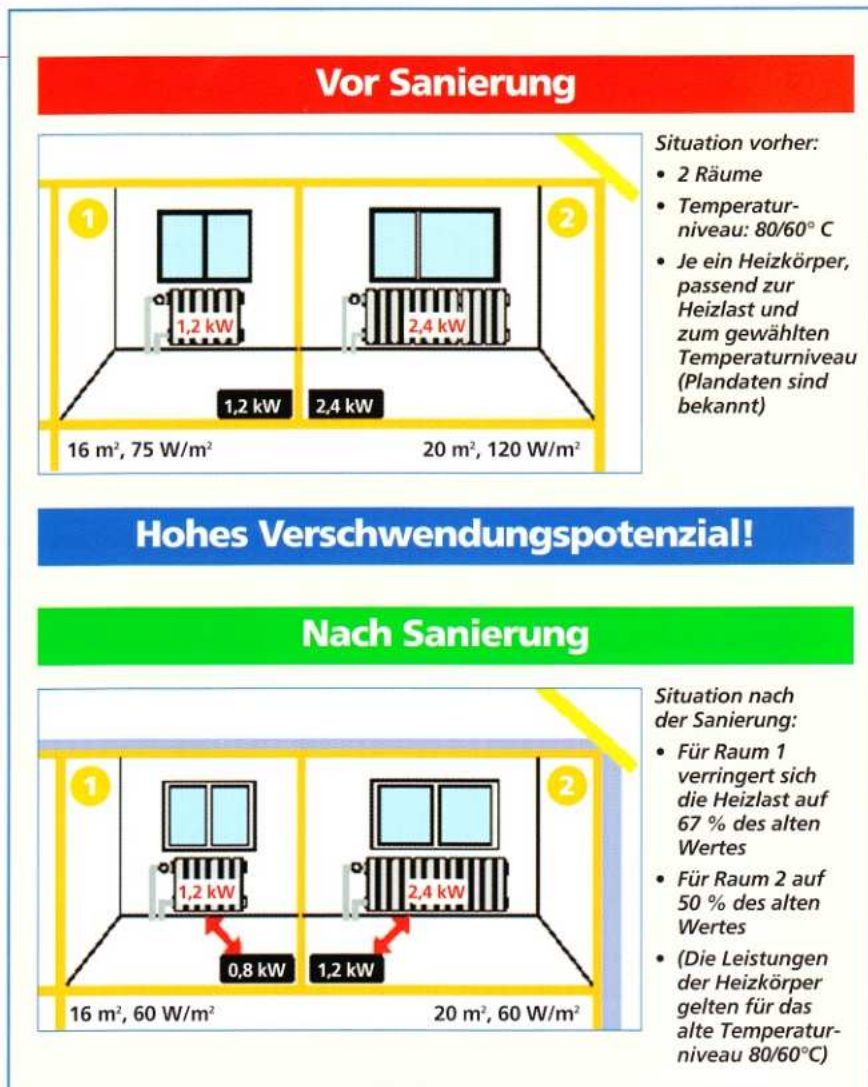 Vor Sanierung
1
2
1,2 kW
2,4 kW
1,2 kW
2,4 kW
16 m², 75 W/m²
20 m², 120 W/m²
Situation vorher:
• 2 Räume
• Temperatur-
niveau: 80/60° C
• Je ein Heizkörper,
passend zur
Heizlast und
zum gewählten
Temperaturniveau
(Plandaten sind
bekannt)
Hohes Verschwendungspotenzial!
Nach Sanierung
1
2
1,2 kW
2,4 kW
0,8 kW
1,2 kW
16 m², 60 W/m²
20 m², 60 W/m²
Situation nach
der Sanierung:
• Für Raum 1
verringert sich
die Heizlast auf
67 % des alten
Wertes
• Für Raum 2 auf
50 % des alten
Wertes
• (Die Leistungen
der Heizkörper
gelten für das
alte Temperatur-
niveau 80/60°C)